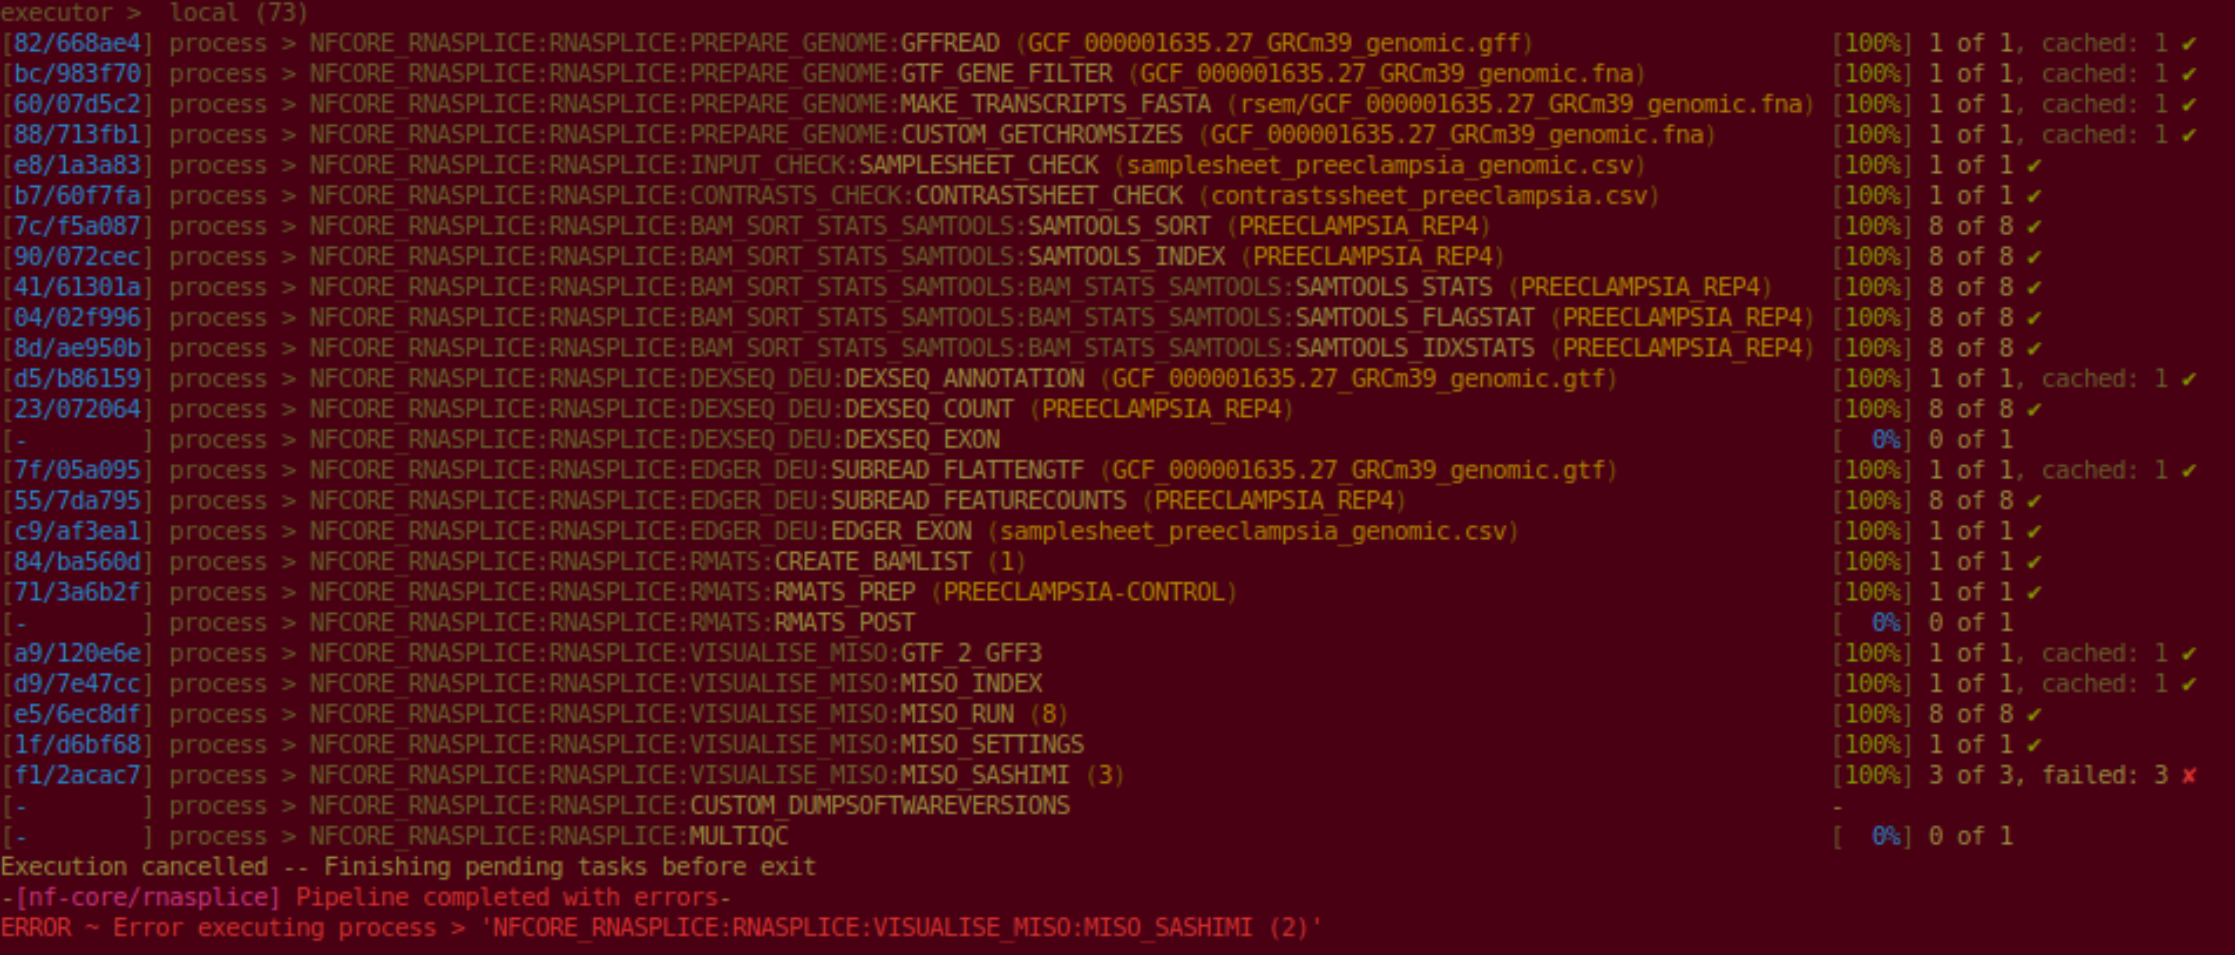 executor >  local (73)
[82/668ae4] process > NFCORE_RNASPLICE:RNASPLICE:PREPARE_GENOME:GFFREAD (GCF_000001635.27_GRCm39_genomic.gff) [100%] 1 of 1, cached: 1 ✔
[bc/983f70] process > NFCORE_RNASPLICE:RNASPLICE:PREPARE_GENOME:GTF_GENE_FILTER (GCF_000001635.27_GRCm39_genomic.fna) [100%] 1 of 1, cached: 1 ✔
[60/07d5c2] process > NFCORE_RNASPLICE:RNASPLICE:PREPARE_GENOME:MAKE_TRANSCRIPTS_FASTA (rsem/GCF_000001635.27_GRCm39_genomic.fna) [100%] 1 of 1, cached: 1 ✔
[88/713fb1] process > NFCORE_RNASPLICE:RNASPLICE:PREPARE_GENOME:CUSTOM_GETCHROMSIZES (GCF_000001635.27_GRCm39_genomic.fna) [100%] 1 of 1, cached: 1 ✔
[e8/1a3a83] process > NFCORE_RNASPLICE:RNASPLICE:INPUT_CHECK:SAMPLESHEET_CHECK (samplesheet_preeclampsia_genomic.csv) [100%] 1 of 1 ✔
[b7/60f7fa] process > NFCORE_RNASPLICE:RNASPLICE:CONTRASTS_CHECK:CONTRASTSHEET_CHECK (contrastssheet_preeclampsia.csv) [100%] 1 of 1 ✔
[7c/f5a087] process > NFCORE_RNASPLICE:RNASPLICE:BAM_SORT_STATS_SAMTOOLS:SAMTOOLS_SORT (PREECLAMPSIA_REP4) [100%] 8 of 8 ✔
[90/072cec] process > NFCORE_RNASPLICE:RNASPLICE:BAM_SORT_STATS_SAMTOOLS:SAMTOOLS_INDEX (PREECLAMPSIA_REP4) [100%] 8 of 8 ✔
[41/61301a] process > NFCORE_RNASPLICE:RNASPLICE:BAM_SORT_STATS_SAMTOOLS:BAM_STATS_SAMTOOLS:SAMTOOLS_STATS (PREECLAMPSIA_REP4) [100%] 8 of 8 ✔
[04/02f996] process > NFCORE_RNASPLICE:RNASPLICE:BAM_SORT_STATS_SAMTOOLS:BAM_STATS_SAMTOOLS:SAMTOOLS_FLAGSTAT (PREECLAMPSIA_REP4) [100%] 8 of 8 ✔
[8d/ae950b] process > NFCORE_RNASPLICE:RNASPLICE:BAM_SORT_STATS_SAMTOOLS:BAM_STATS_SAMTOOLS:SAMTOOLS_IDXSTATS (PREECLAMPSIA_REP4) [100%] 8 of 8 ✔
[d5/b86159] process > NFCORE_RNASPLICE:RNASPLICE:DEXSEQ_DEU:DEXSEQ_ANNOTATION (GCF_000001635.27_GRCm39_genomic.gtf) [100%] 1 of 1, cached: 1 ✔
[23/072064] process > NFCORE_RNASPLICE:RNASPLICE:DEXSEQ_DEU:DEXSEQ_COUNT (PREECLAMPSIA_REP4) [100%] 8 of 8 ✔
[-        ] process > NFCORE_RNASPLICE:RNASPLICE:DEXSEQ_DEU:DEXSEQ_EXON [  0%] 0 of 1
[7f/05a095] process > NFCORE_RNASPLICE:RNASPLICE:EDGER_DEU:SUBREAD_FLATTENGTF (GCF_000001635.27_GRCm39_genomic.gtf) [100%] 1 of 1, cached: 1 ✔
[55/7da795] process > NFCORE_RNASPLICE:RNASPLICE:EDGER_DEU:SUBREAD_FEATURECOUNTS (PREECLAMPSIA_REP4) [100%] 8 of 8 ✔
[c9/af3ea1] process > NFCORE_RNASPLICE:RNASPLICE:EDGER_DEU:EDGER_EXON (samplesheet_preeclampsia_genomic.csv) [100%] 1 of 1 ✔
[84/ba560d] process > NFCORE_RNASPLICE:RNASPLICE:RMATS:CREATE_BAMLIST (1) [100%] 1 of 1 ✔
[71/3a6b2f] process > NFCORE_RNASPLICE:RNASPLICE:RMATS:RMATS_PREP (PREECLAMPSIA-CONTROL) [100%] 1 of 1 ✔
[-        ] process > NFCORE_RNASPLICE:RNASPLICE:RMATS:RMATS_POST [  0%] 0 of 1
[a9/120e6e] process > NFCORE_RNASPLICE:RNASPLICE:VISUALISE_MISO:GTF_2_GFF3 [100%] 1 of 1, cached: 1 ✔
[d9/7e47cc] process > NFCORE_RNASPLICE:RNASPLICE:VISUALISE_MISO:MISO_INDEX [100%] 1 of 1, cached: 1 ✔
[e5/6ec8df] process > NFCORE_RNASPLICE:RNASPLICE:VISUALISE_MISO:MISO_RUN (8) [100%] 8 of 8 ✔
[1f/d6bf68] process > NFCORE_RNASPLICE:RNASPLICE:VISUALISE_MISO:MISO_SETTINGS [100%] 1 of 1 ✔
[f1/2acac7] process > NFCORE_RNASPLICE:RNASPLICE:VISUALISE_MISO:MISO_SASHIMI (3) [100%] 3 of 3, failed: 3 ✘
[-        ] process > NFCORE_RNASPLICE:RNASPLICE:CUSTOM_DUMPSOFTWAREVERSIONS -
[-        ] process > NFCORE_RNASPLICE:RNASPLICE:MULTIQC [  0%] 0 of 1
Execution cancelled -- Finishing pending tasks before exit
-[nf-core/rnasplice] Pipeline completed with errors-
ERROR ~ Error executing process > 'NFCORE_RNASPLICE:RNASPLICE:VISUALISE_MISO:MISO_SASHIMI (2)'